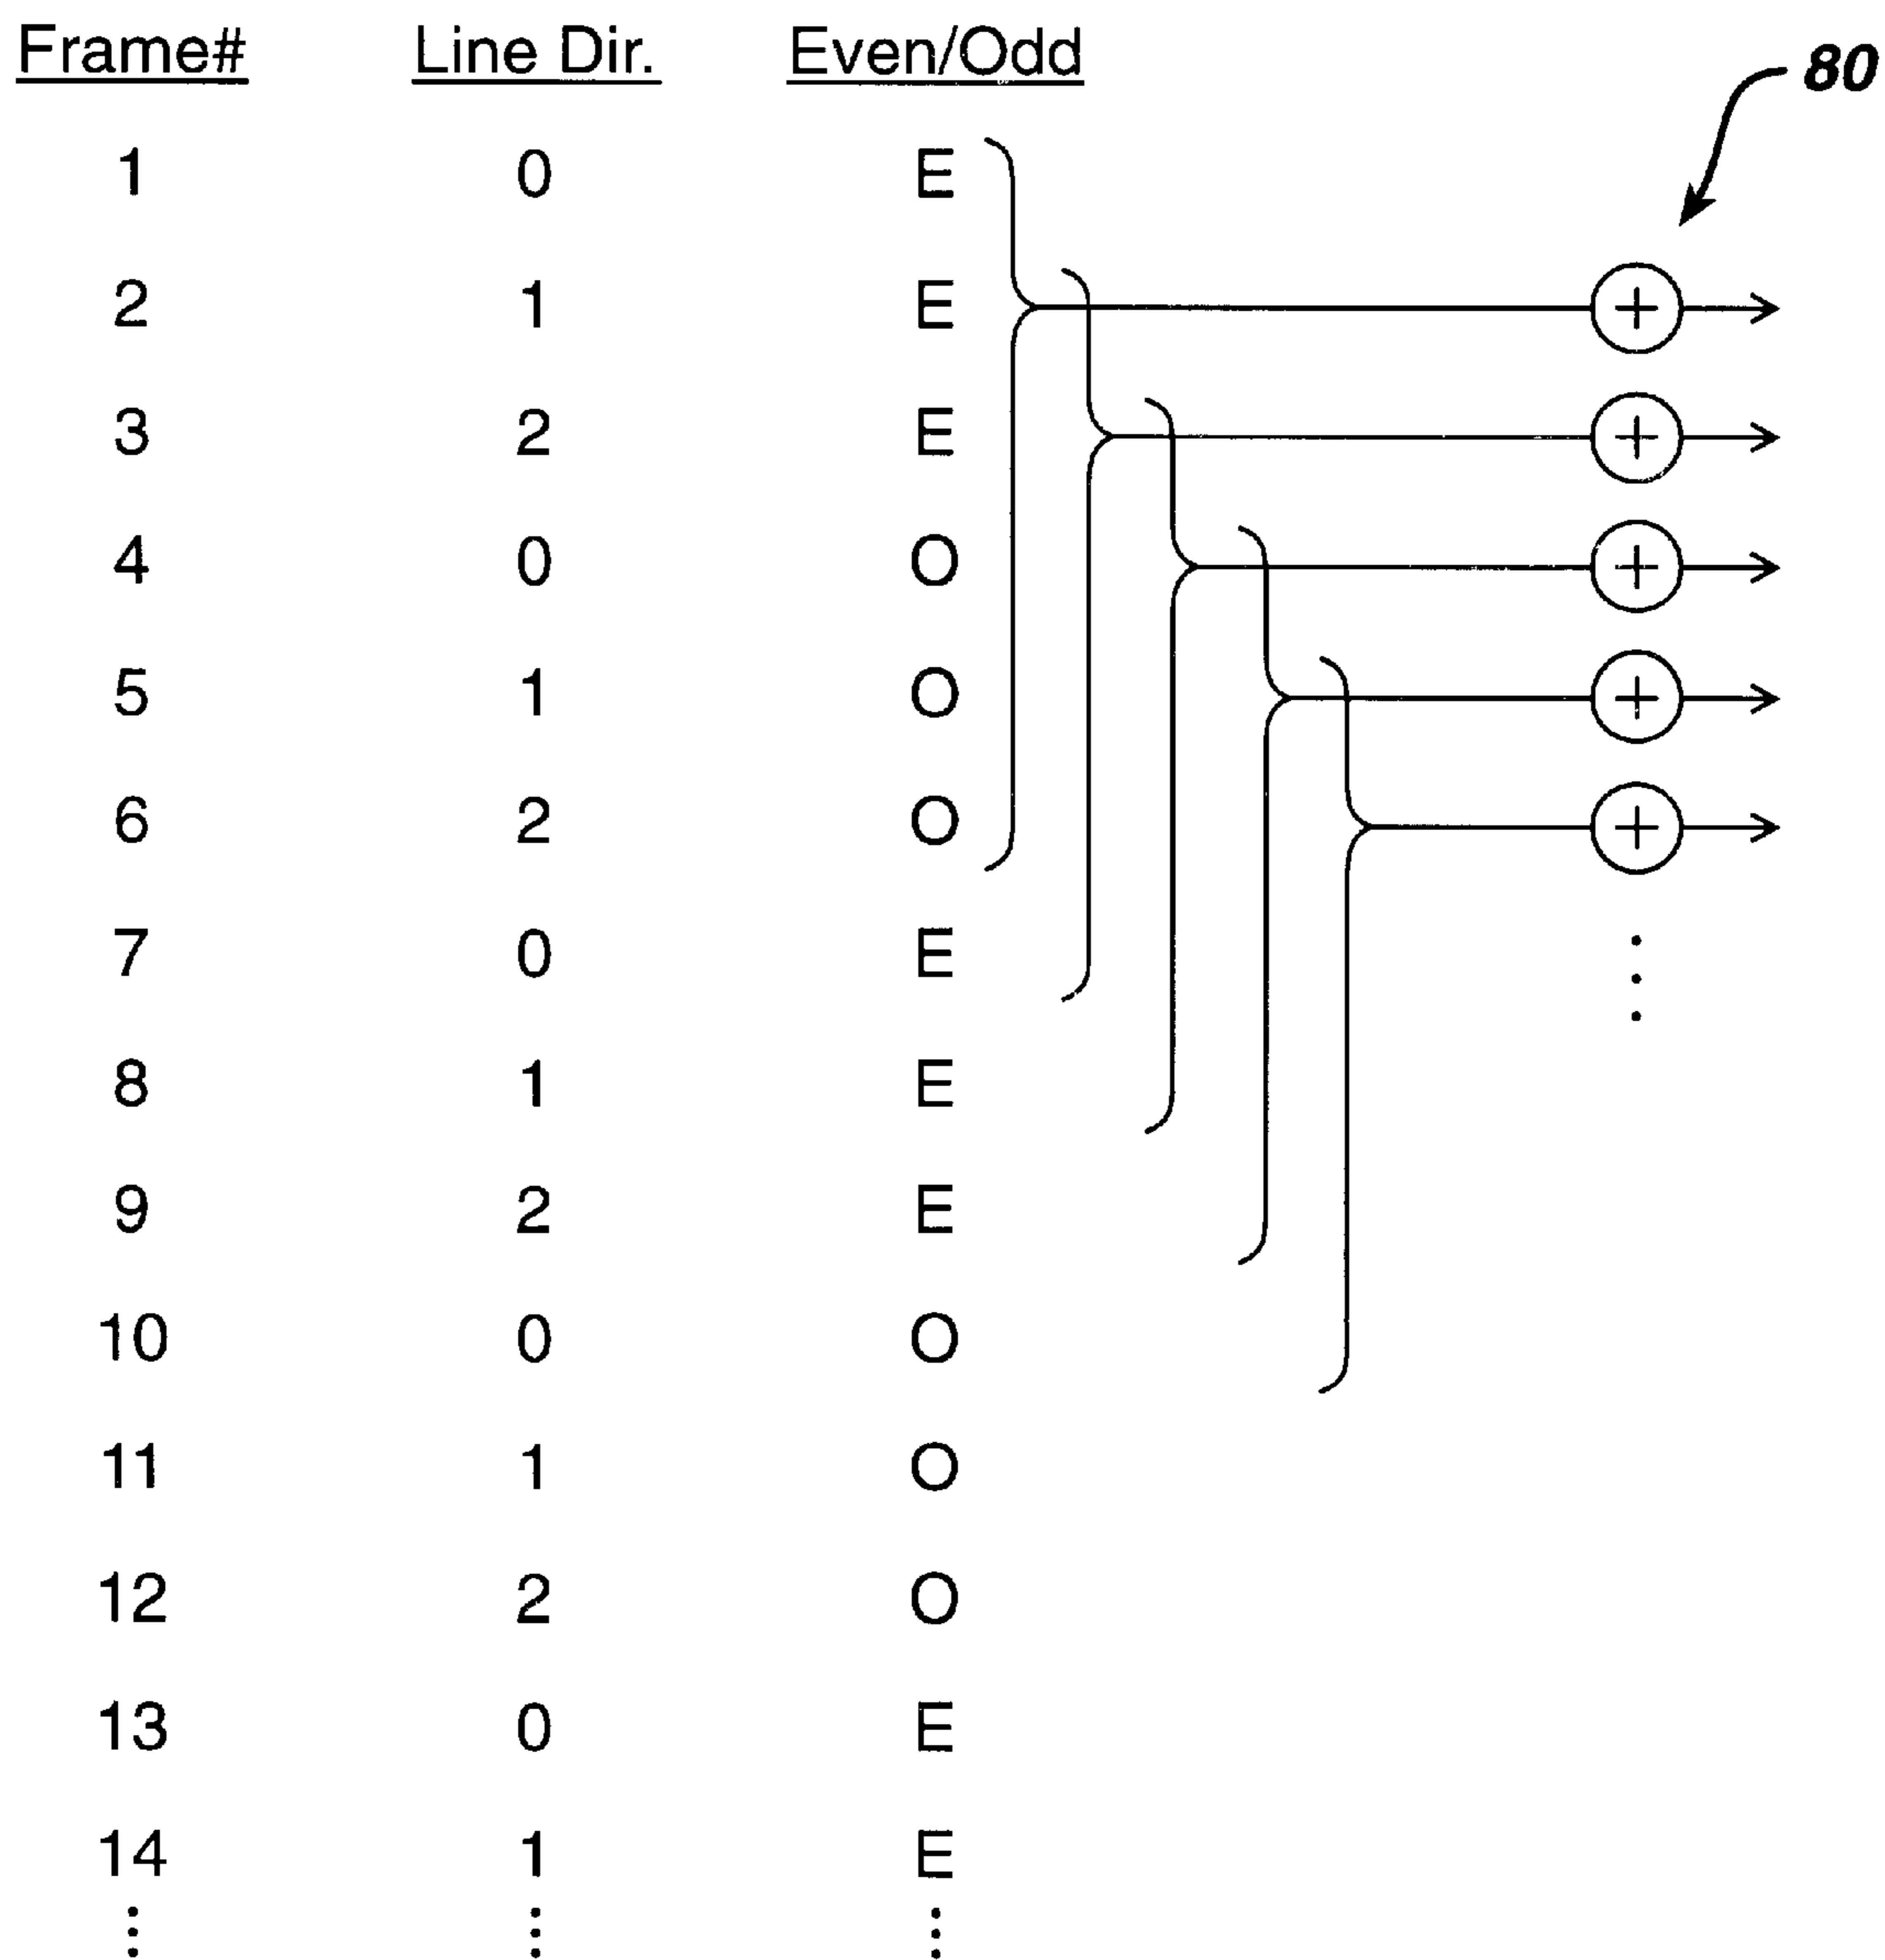 Frame# Line Dir. Even/Odd 80
1 0 E
2 1 E +
3 2 E +
4 0 O +
5 1 O +
6 2 O +
7 0 E
8 1 E
9 2 E
10 0 O
11 1 O
12 2 O
13 0 E
14 1 E